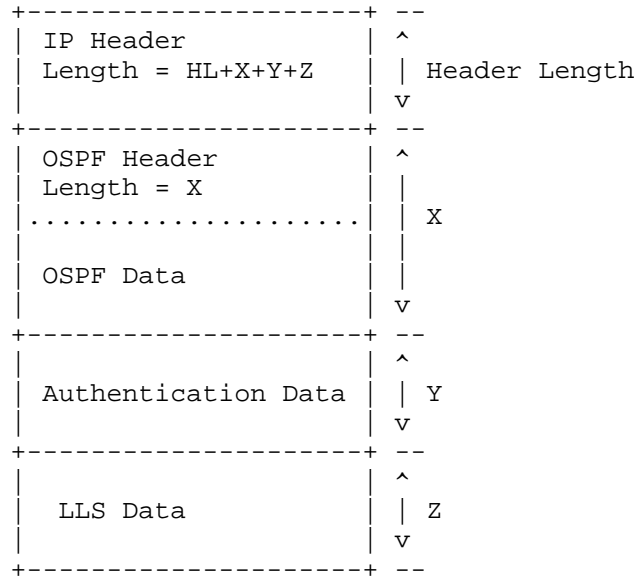 +---------------------+ --
| IP Header           | ^
| Length = HL+X+Y+Z   | | Header Length
|                     | v
+---------------------+ --
| OSPF Header         | ^
| Length = X          | |
|.....................| | X
|                     | |
| OSPF Data           | |
|                     | v
+---------------------+ --
|                     | ^
| Authentication Data | | Y
|                     | v
+---------------------+ --
|                     | ^
|  LLS Data           | | Z
|                     | v
+---------------------+ --